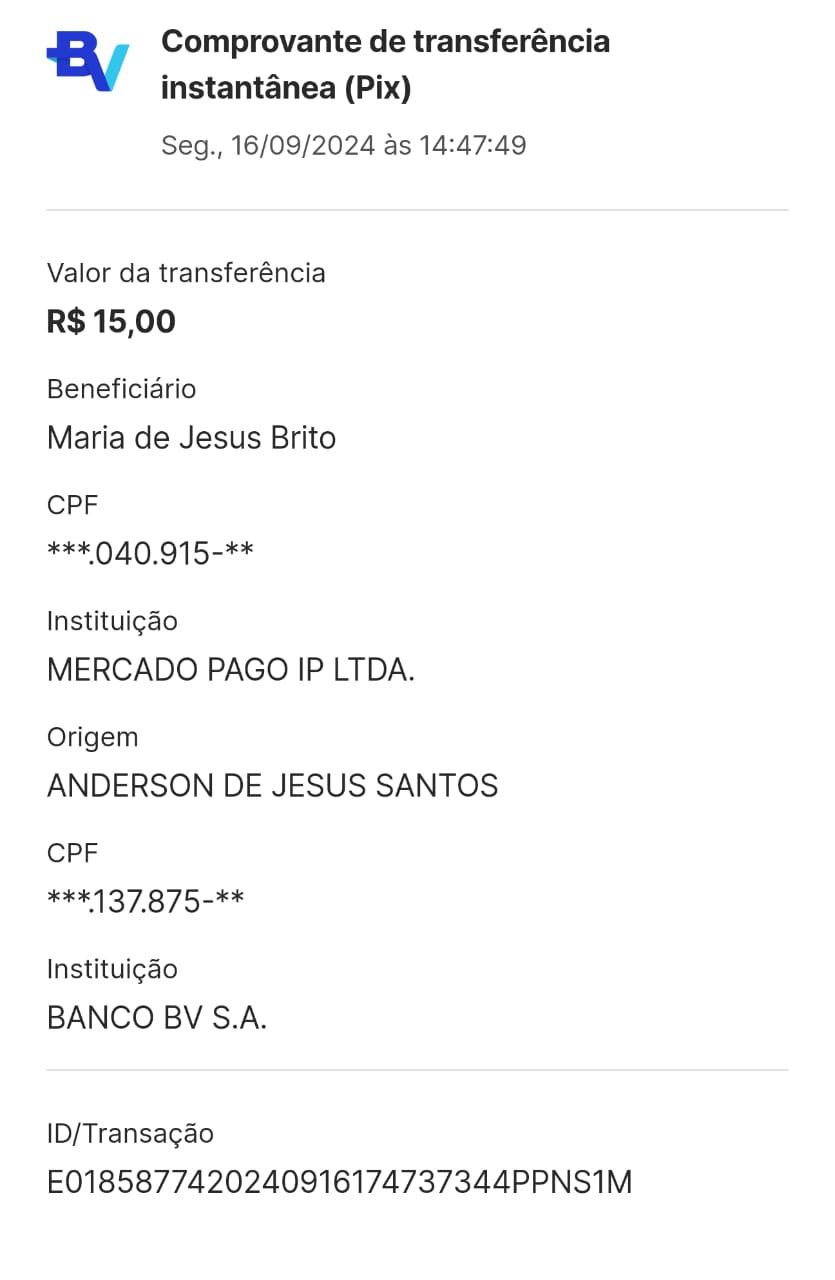 BV
Comprovante de transferência
instantânea (Pix)
Seg., 16/09/2024 às 14:47:49
Valor da transferência
R$ 15,00
Beneficiário
Maria de Jesus Brito
CPF
***.040.915-**
Instituição
MERCADO PAGO IP LTDA.
Origem
ANDERSON DE JESUS SANTOS
CPF
***.137.875-**
Instituição
BANCO BV S.A.
ID/Transação
E0185877420240916174737344PPNS1M